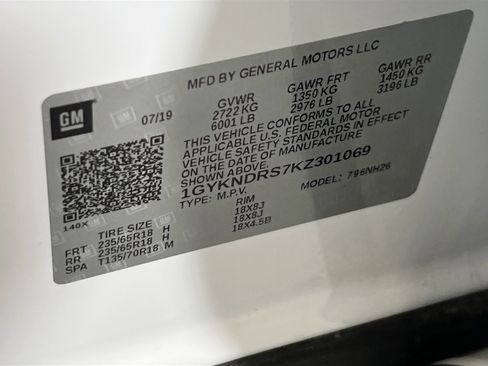 MFD BY GENERAL MOTORS LLC
GM 07/19
GVWR GAWR FRT GAWR RR
2722 KG 1350 KG 1450 KG
6001 LB 2976 LB 3196 LB
THIS VEHICLE CONFORMS TO ALL
APPLICABLE U.S. FEDERAL MOTOR
VEHICLE SAFETY STANDARDS IN EFFECT
ON THE DATE OF MANUFACTURE
1GYKNDRS7KZ301069
TYPE: M.P.V. MODEL: 796NH26
140X TIRE SIZE RIM
FRT 235/65R18 H 18X8J
RR 235/65R18 H 18X8J
SPA T135/70R18 M 18X4.5B